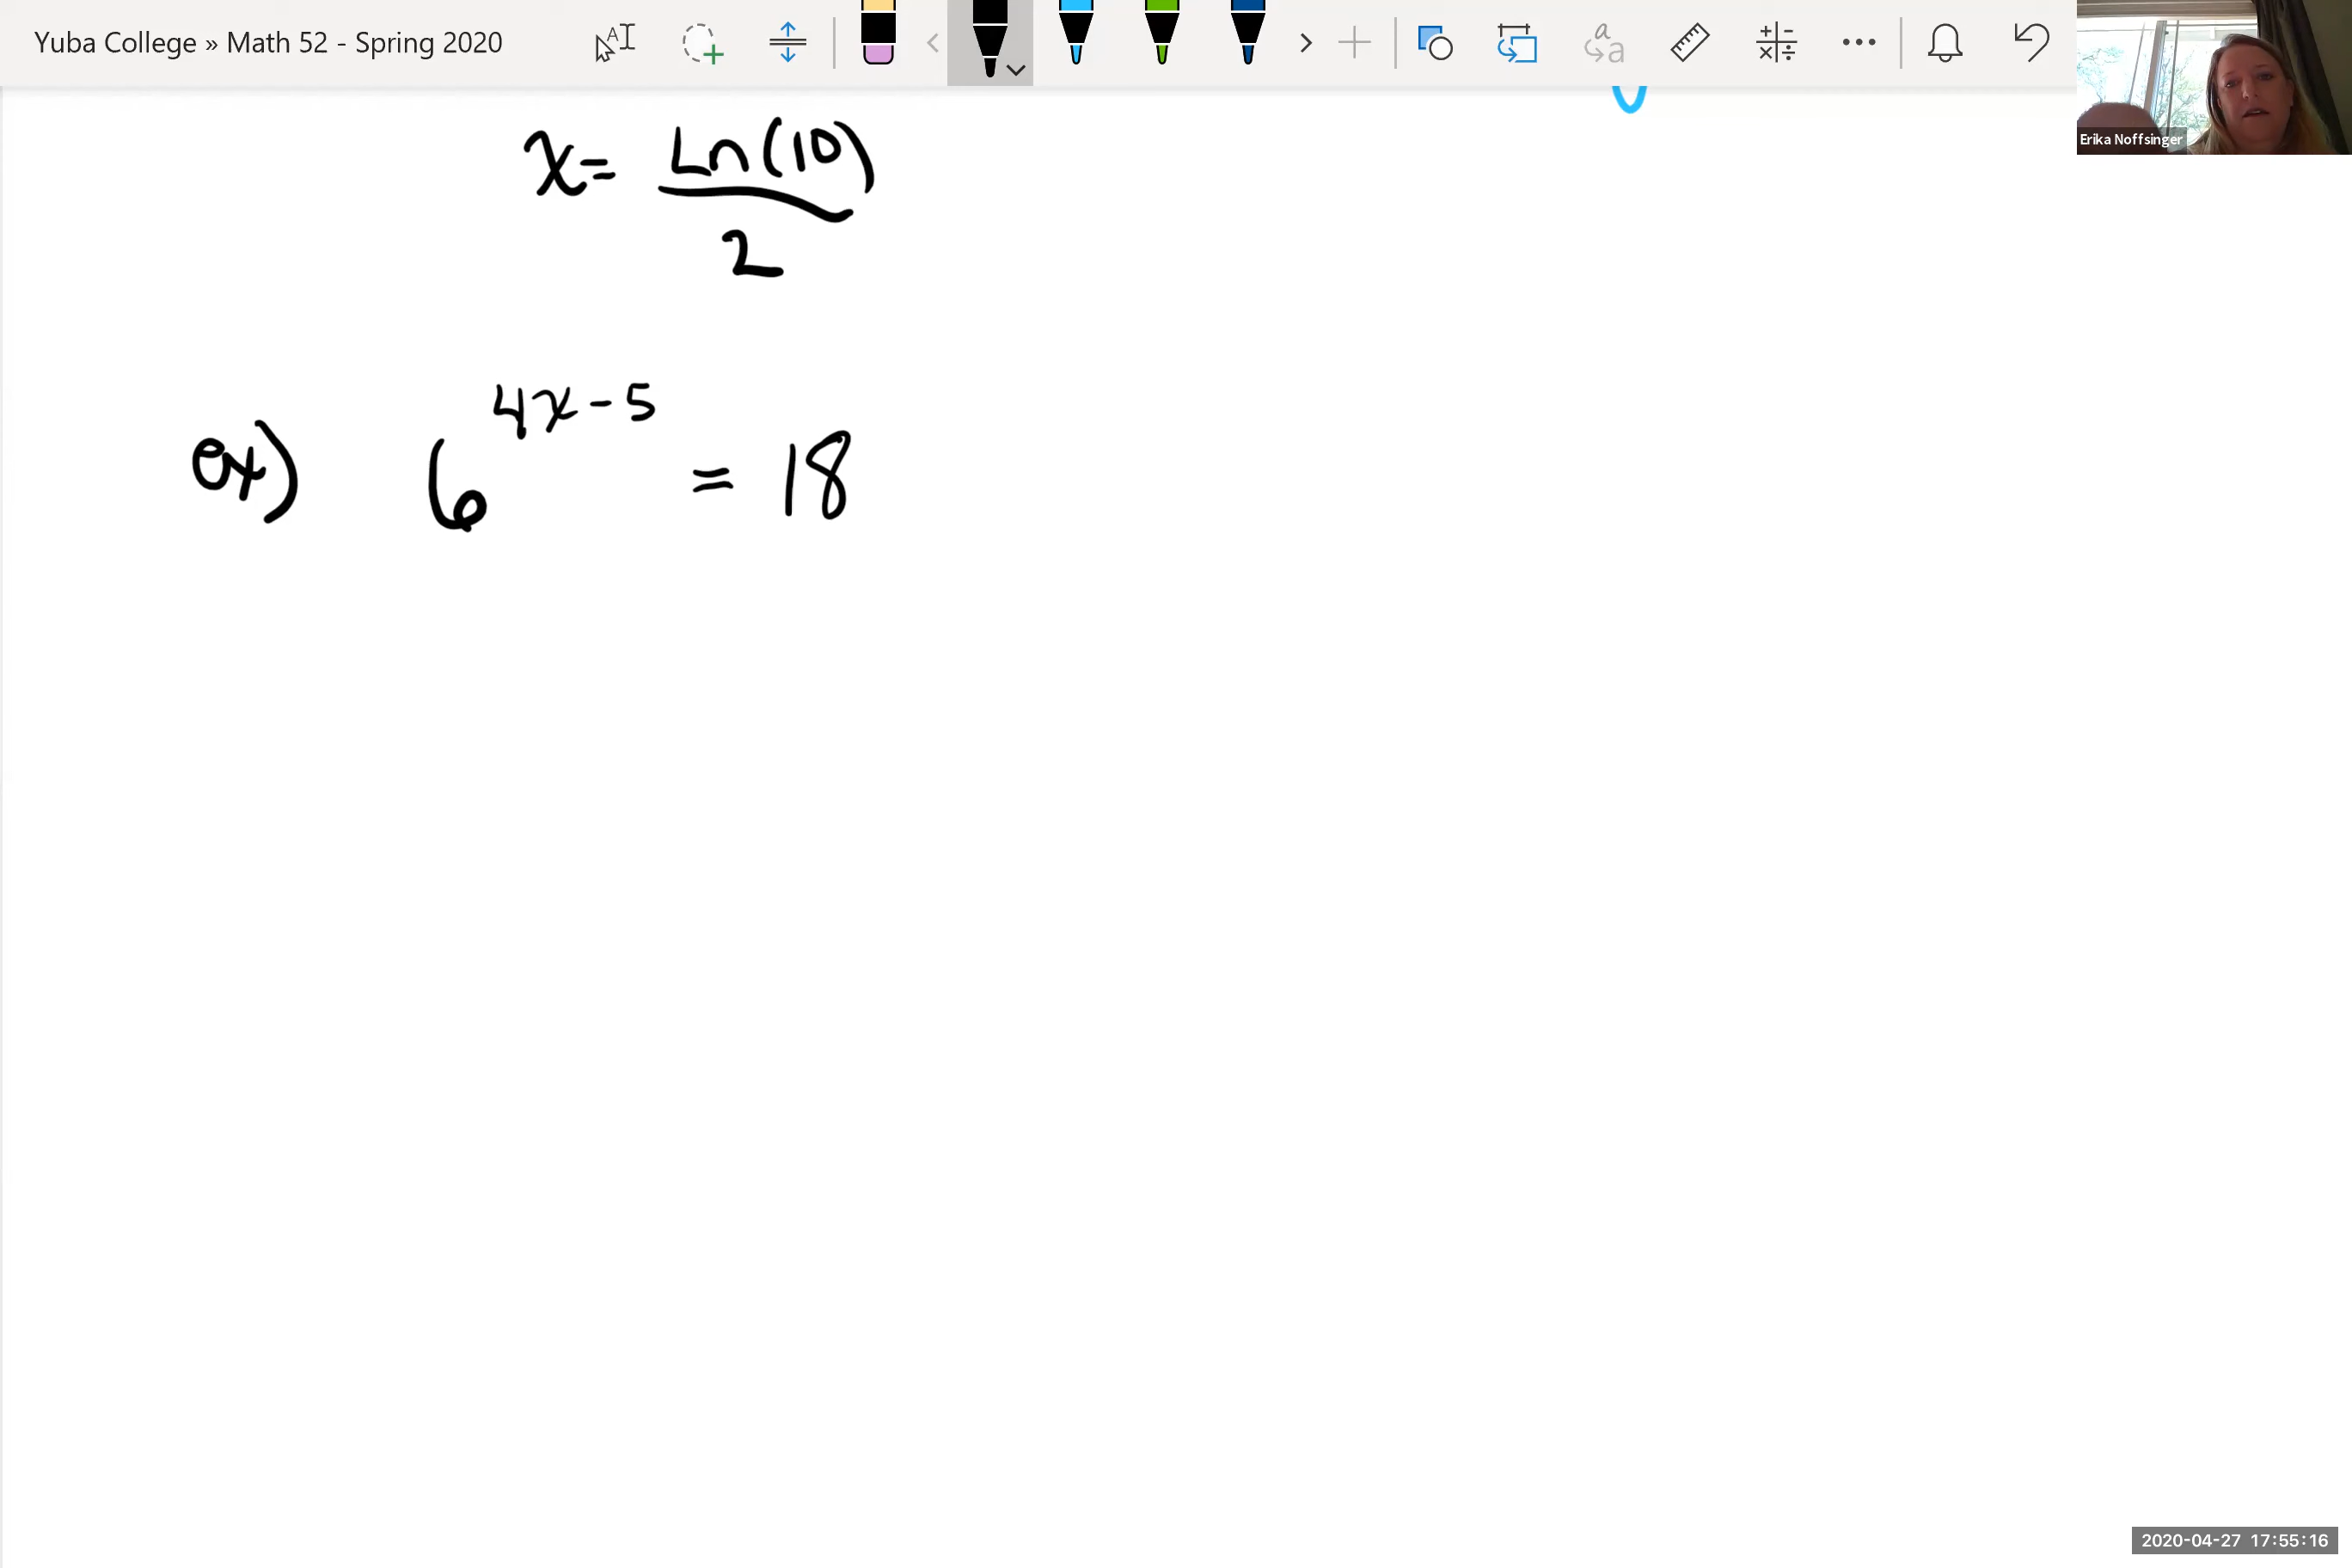 Yuba College » Math 52 - Spring 2020
Erika Noffsinger
x = Ln(10)
2
ex) 6^{4x-5} = 18
2020-04-27 17:55:16